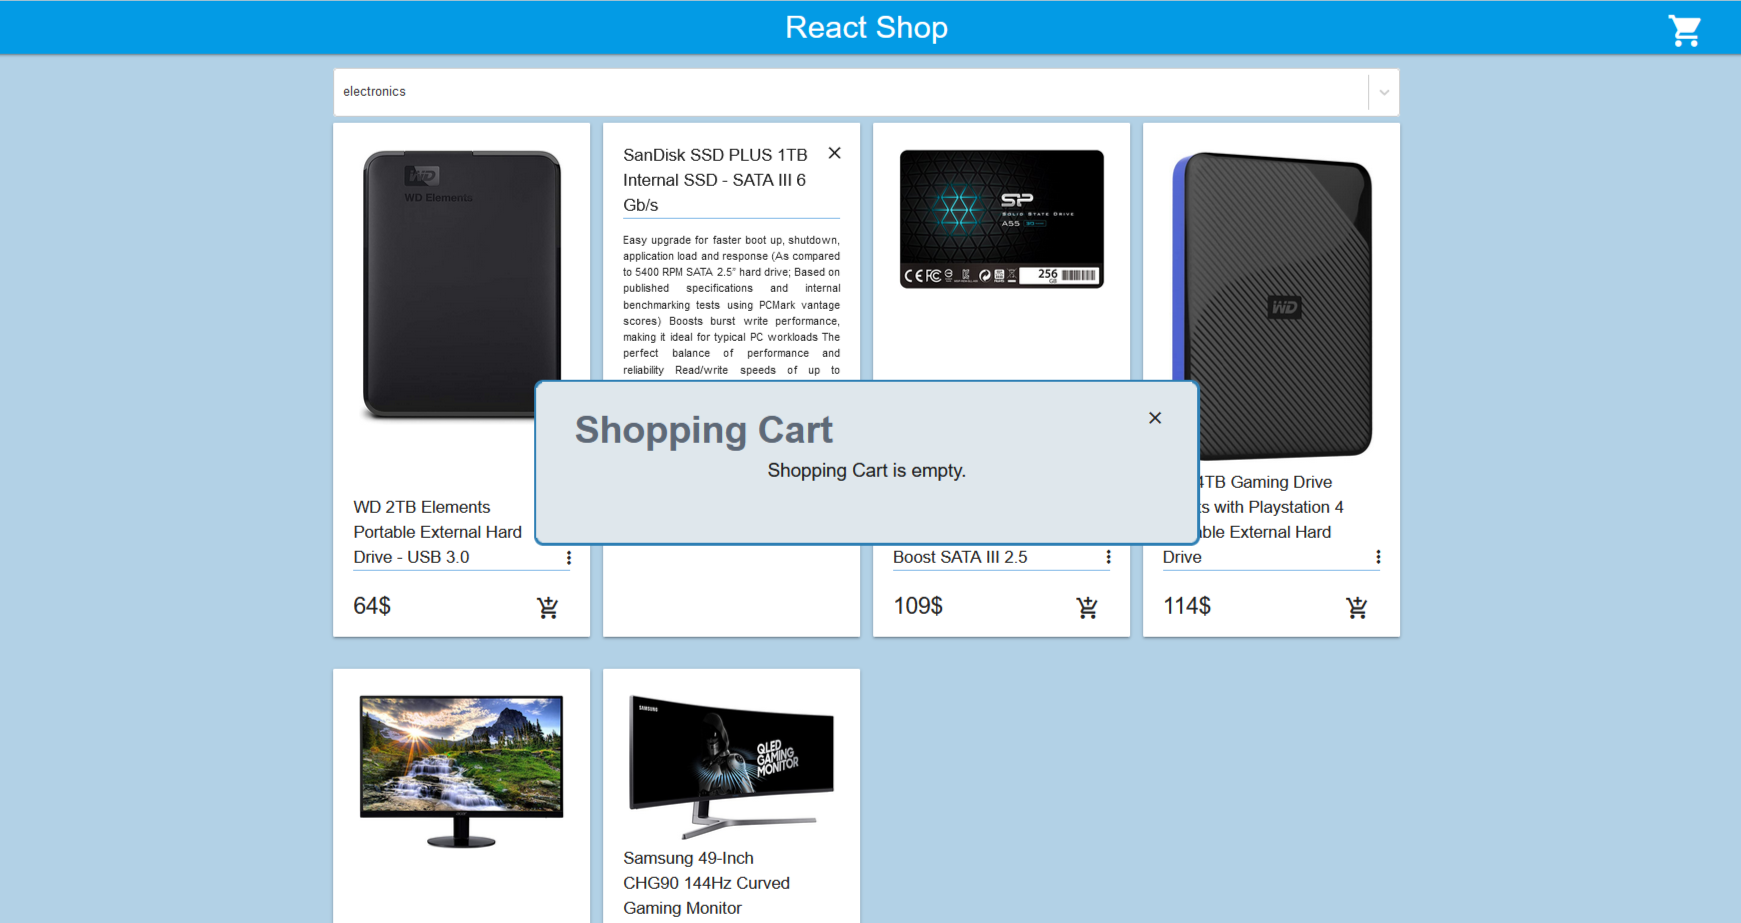 React Shop
electronics
WD
WD Elements
SanDisk SSD PLUS 1TB
Internal SSD - SATA III 6
Gb/s
Easy upgrade for faster boot up, shutdown,
application load and response (As compared
to 5400 RPM SATA 2.5” hard drive; Based on
published specifications and internal
benchmarking tests using PCMark vantage
scores) Boosts burst write performance,
making it ideal for typical PC workloads The
perfect balance of performance and
reliability Read/write speeds of up to
SP
SOLID STATE DRIVE
A55
256
GB
WD
Shopping Cart
Shopping Cart is empty.
WD 2TB Elements
Portable External Hard
Drive - USB 3.0
64$
Boost SATA III 2.5
109$
4TB Gaming Drive
s with Playstation 4
ble External Hard
Drive
114$
SAMSUNG
QLED
GAMING
MONITOR
Samsung 49-Inch
CHG90 144Hz Curved
Gaming Monitor